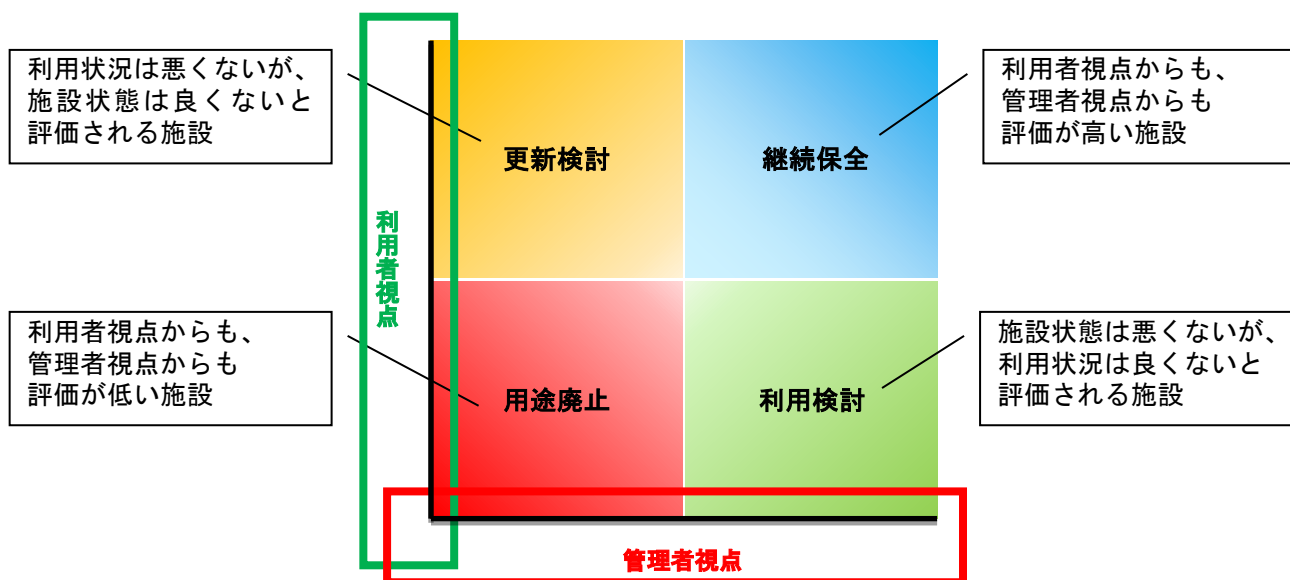 利用状況は悪くないが、
施設状態は良くないと
評価される施設
利用者視点からも、
管理者視点からも
評価が高い施設
更新検討
継続保全
利用者視点
利用者視点からも、
管理者視点からも
評価が低い施設
施設状態は悪くないが、
利用状況は良くないと
評価される施設
用途廃止
利用検討
管理者視点